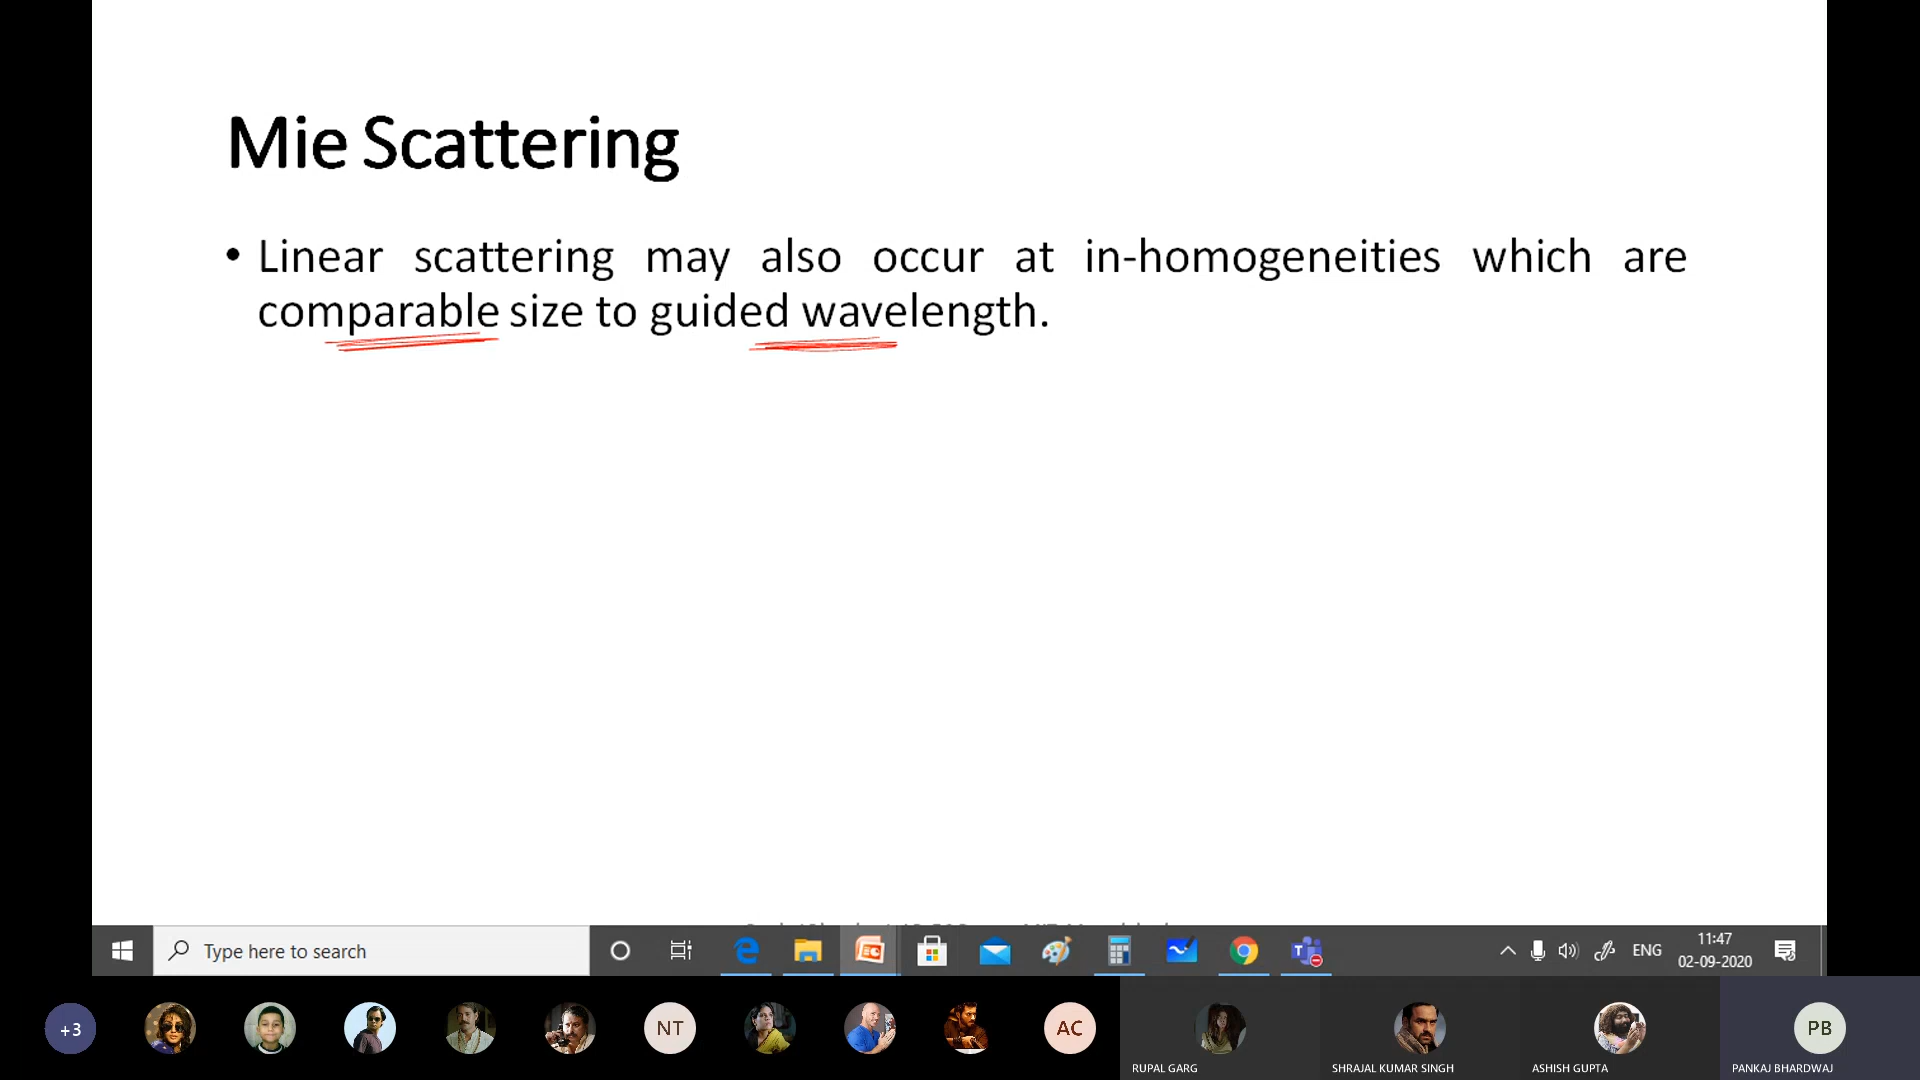 Mie Scattering
• Linear scattering may also occur at in-homogeneities which are
comparable size to guided wavelength.
Type here to search
ENG
11:47
02-09-2020
+3
NT
AC
RUPAL GARG
SHRAJAL KUMAR SINGH
ASHISH GUPTA
PB
PANKAJ BHARDWAJ